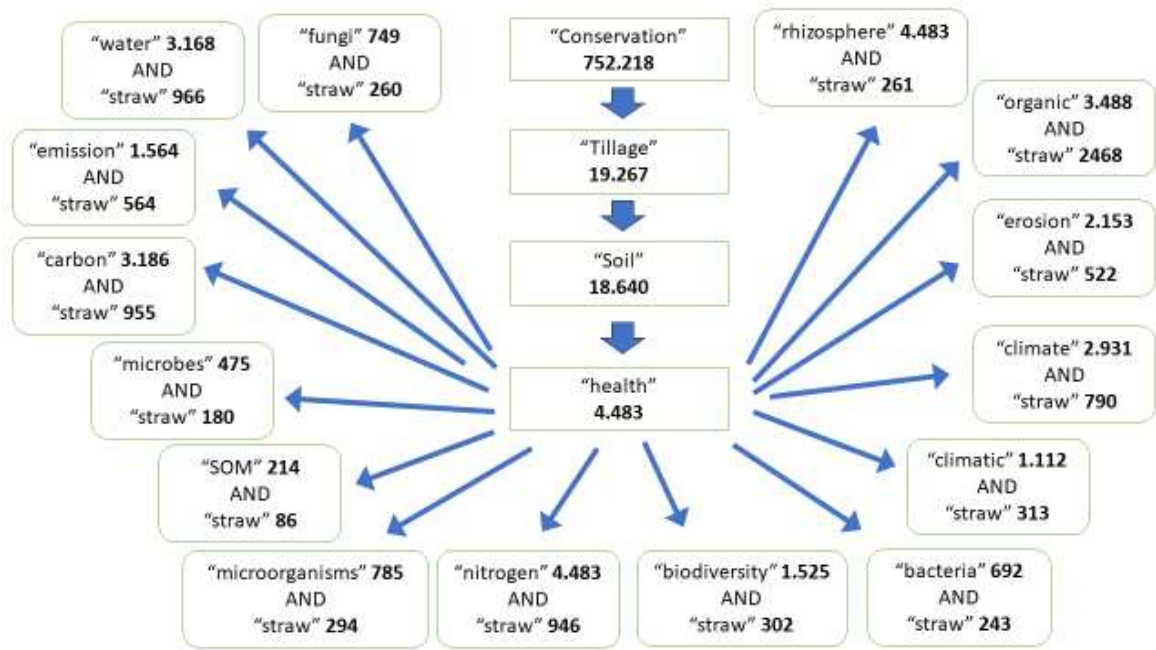 “water” 3.168
AND
“straw” 966
“fungi” 749
AND
“straw” 260
“Conservation”
752.218
“rhizosphere” 4.483
AND
“straw” 261
“organic” 3.488
AND
“straw” 2468
“emission” 1.564
AND
“straw” 564
“Tillage”
19.267
“erosion” 2.153
AND
“straw” 522
“carbon” 3.186
AND
“straw” 955
“Soil”
18.640
“climate” 2.931
AND
“straw” 790
“microbes” 475
AND
“straw” 180
“health”
4.483
“climatic” 1.112
AND
“straw” 313
“SOM” 214
AND
“straw” 86
“microorganisms” 785
AND
“straw” 294
“nitrogen” 4.483
AND
“straw” 946
“biodiversity” 1.525
AND
“straw” 302
“bacteria” 692
AND
“straw” 243